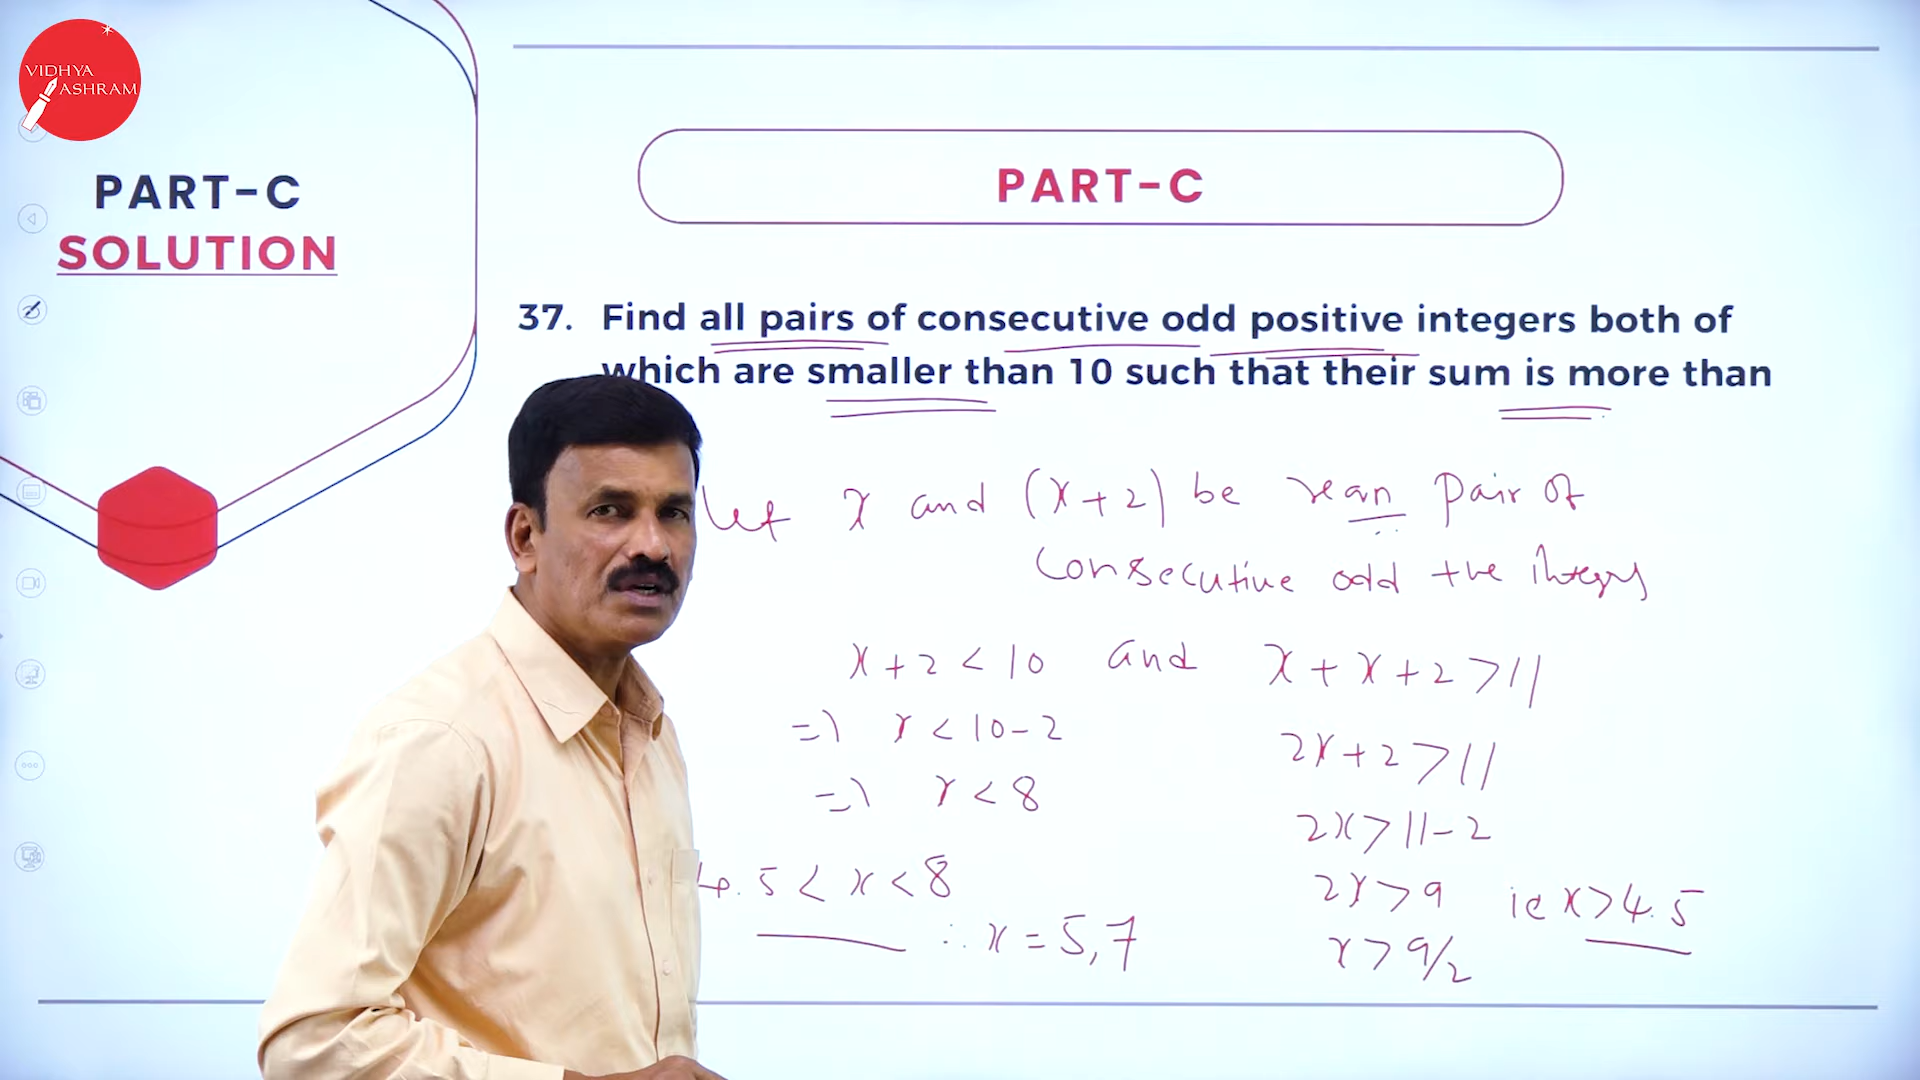 VIDHYA
ASHRAM
PART-C
SOLUTION
PART-C
37. Find all pairs of consecutive odd positive integers both of
which are smaller than 10 such that their sum is more than
Let x and (x+2) be pair of
Consecutive odd +ve
x+2<10 and x+x+2>11
=) x<10-2
2x+2>11
=) x<8
2x>11-2
4.5<x<8
2x>9 ie x>4.5
∴ x=5,7
x>9/2